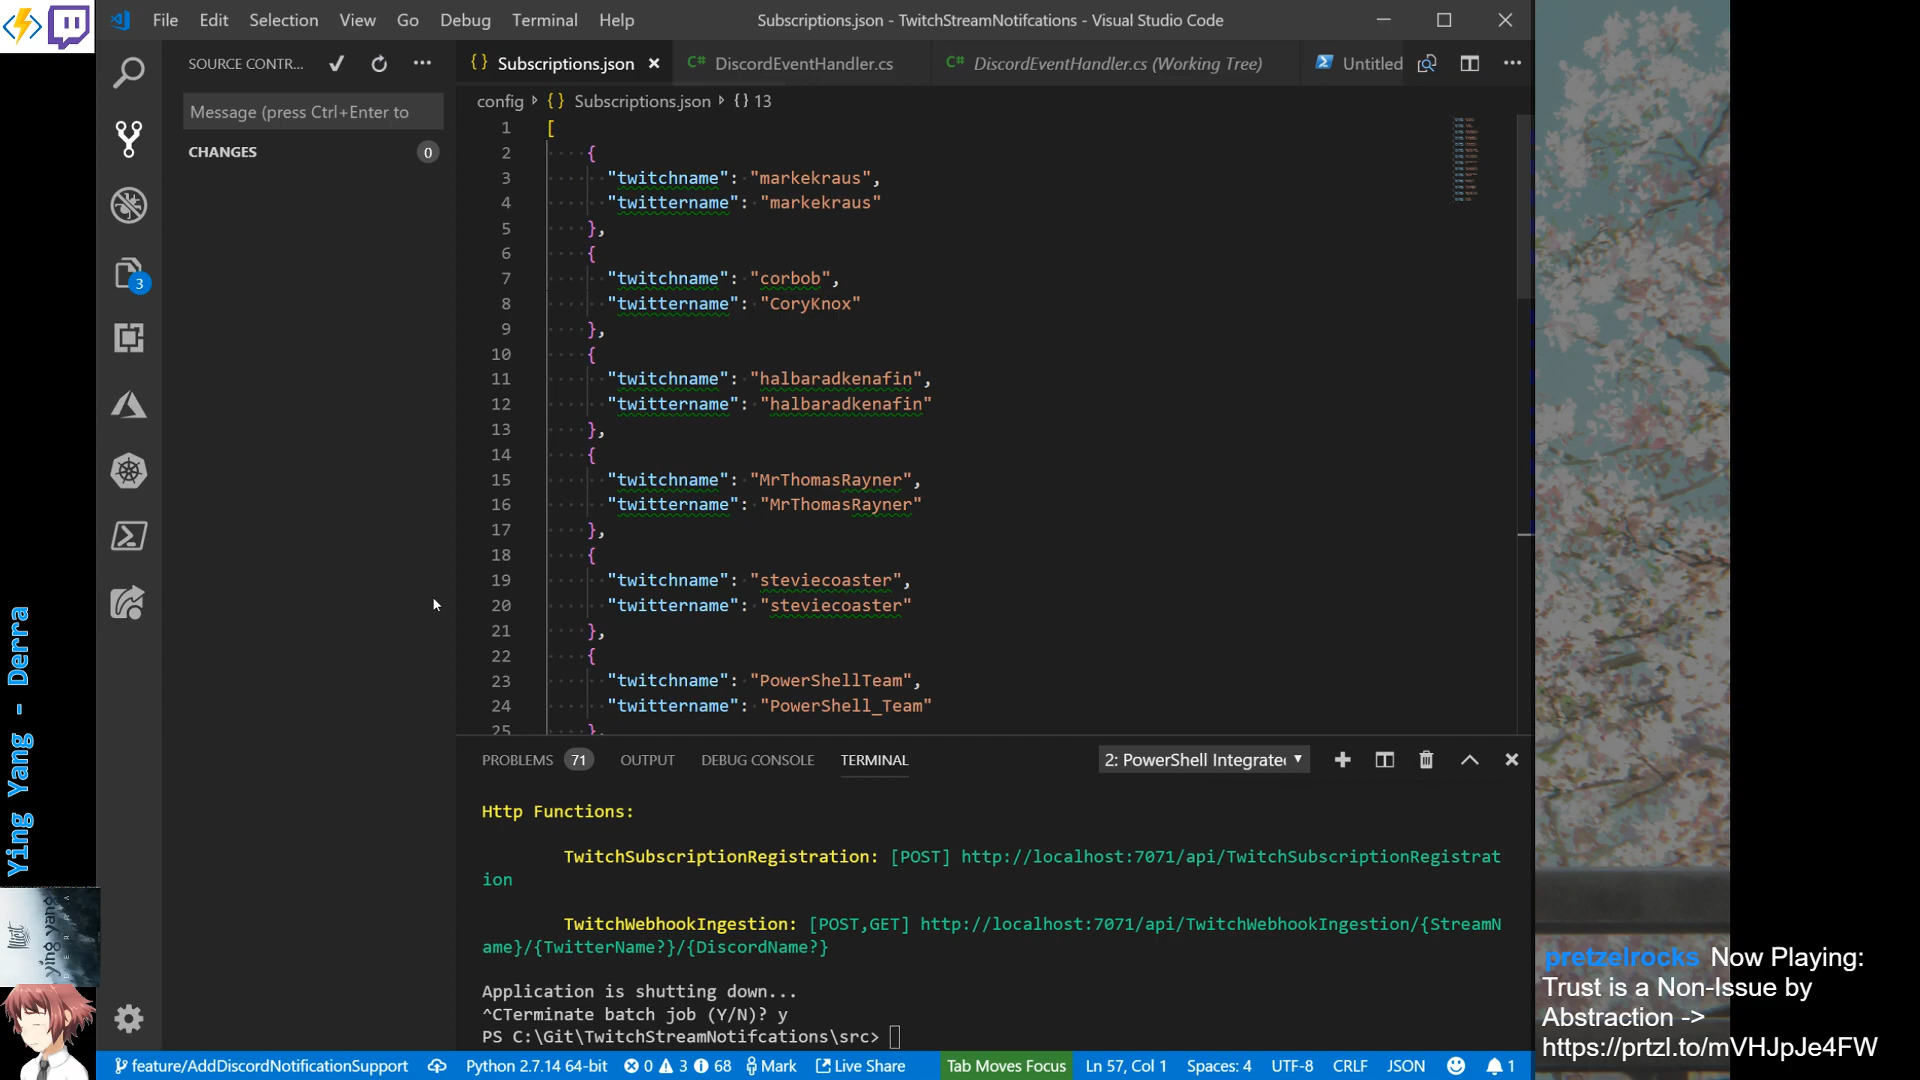 File Edit Selection View Go Debug Terminal Help
Subscriptions.json - TwitchStreamNotifcations - Visual Studio Code
SOURCE CONTR...
Subscriptions.json
DiscordEventHandler.cs
DiscordEventHandler.cs (Working Tree)
Untitled
Message (press Ctrl+Enter to
config › {} Subscriptions.json › {} 13
CHANGES 0
3
1 [
2 {
3 "twitchname": "markekraus",
4 "twittername": "markekraus"
5 },
6 {
7 "twitchname": "corbob",
8 "twittername": "CoryKnox"
9 },
10 {
11 "twitchname": "halbaradkenafin",
12 "twittername": "halbaradkenafin"
13 },
14 {
15 "twitchname": "MrThomasRayner",
16 "twittername": "MrThomasRayner"
17 },
18 {
19 "twitchname": "steviecoaster",
20 "twittername": "steviecoaster"
21 },
22 {
23 "twitchname": "PowerShellTeam",
24 "twittername": "PowerShell_Team"
25 },
PROBLEMS 71 OUTPUT DEBUG CONSOLE TERMINAL
2: PowerShell Integrate
Http Functions:
TwitchSubscriptionRegistration: [POST] http://localhost:7071/api/TwitchSubscriptionRegistrat
ion
TwitchWebhookIngestion: [POST,GET] http://localhost:7071/api/TwitchWebhookIngestion/{StreamN
ame}/{TwitterName?}/{DiscordName?}
Application is shutting down...
^CTerminate batch job (Y/N)? y
PS C:\Git\TwitchStreamNotifcations\src>
feature/AddDiscordNotificationSupport Python 2.7.14 64-bit 0 3 68 Mark Live Share Tab Moves Focus Ln 57, Col 1 Spaces: 4 UTF-8 CRLF JSON 1
Ying Yang - Derra
ying yang
DERRA
pretzelrocks Now Playing:
Trust is a Non-Issue by
Abstraction ->
https://prtzl.to/mVHJpJe4FW